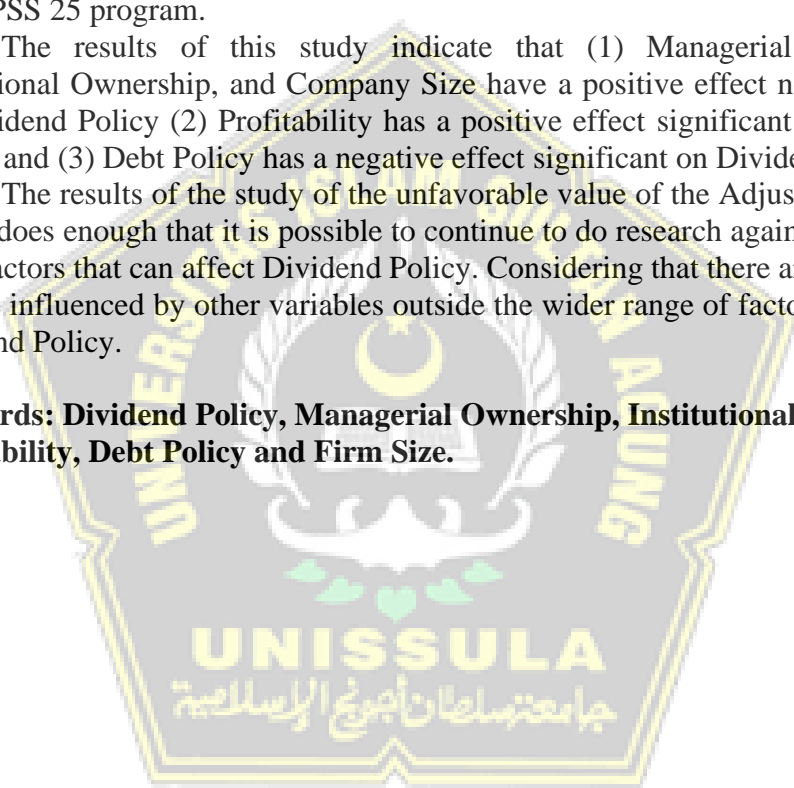 PSS 25 program.
The results of this study indicate that (1) Managerial
ional Ownership, and Company Size have a positive effect n
idend Policy (2) Profitability has a positive effect significant
and (3) Debt Policy has a negative effect significant on Divide
The results of the study of the unfavorable value of the Adjus
does enough that it is possible to continue to do research again
actors that can affect Dividend Policy. Considering that there a
influenced by other variables outside the wider range of facto
nd Policy.
rds: Dividend Policy, Managerial Ownership, Institutional
bility, Debt Policy and Firm Size.
UNIVERSITAS ISLAM SULTAN AGUNG
UNISSULA
جامعة سلطان أجونج الإسلامية